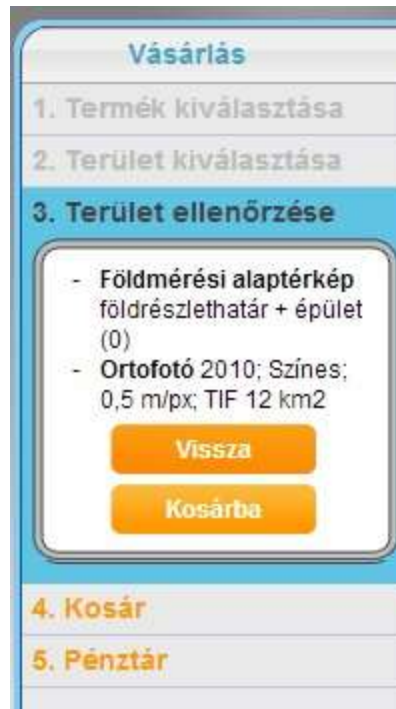 Vásárlás
1. Termék kiválasztása
2. Terület kiválasztása
3. Terület ellenőrzése
- Földmérési alaptérkép
földrészlethatár + épület
(0)
- Ortofotó 2010; Színes;
0,5 m/px; TIF 12 km2
Vissza
Kosárba
4. Kosár
5. Pénztár